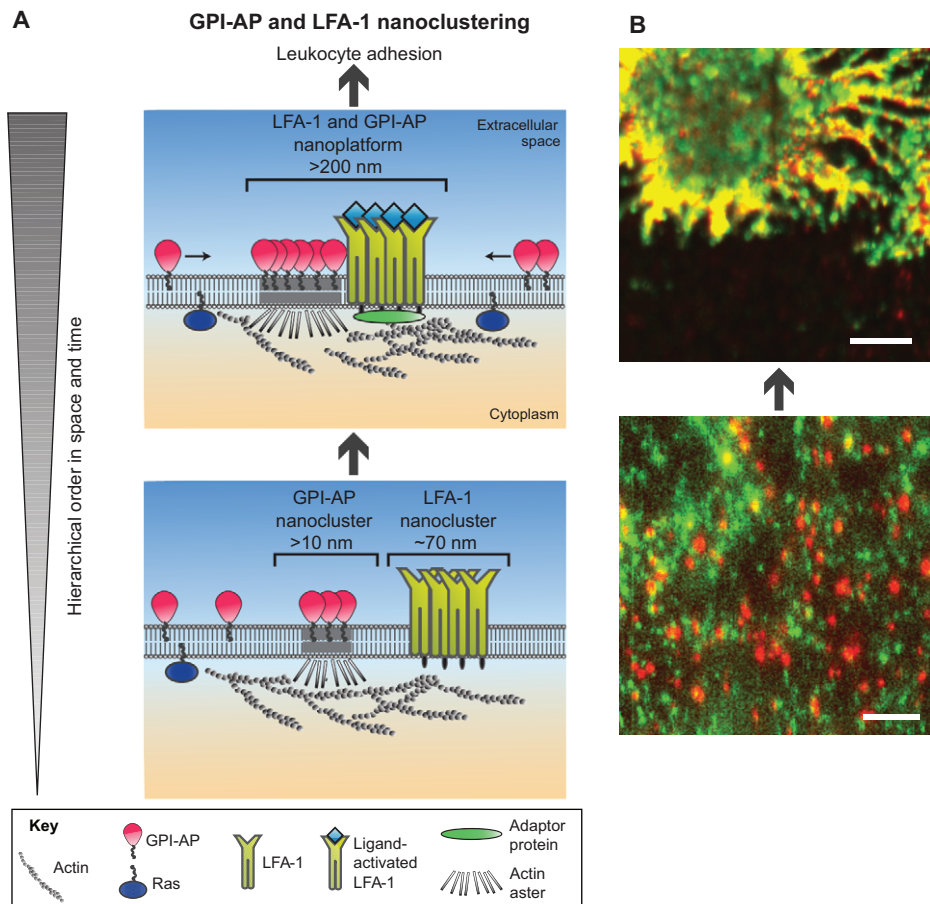 A
GPI-AP and LFA-1 nanoclustering
Leukocyte adhesion
LFA-1 and GPI-AP
nanoplatform
>200 nm
Extracellular
space
Cytoplasm
Hierarchical order in space and time
GPI-AP
nanocluster
>10 nm
LFA-1
nanocluster
~70 nm
Key
Actin
GPI-AP
Ras
LFA-1
Ligand-
activated
LFA-1
Adaptor
protein
Actin
aster
B